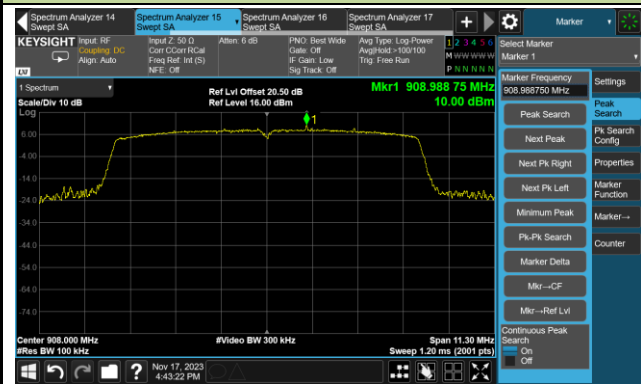 Spectrum Analyzer 14
Swept SA
Spectrum Analyzer 15
Swept SA
Spectrum Analyzer 16
Swept SA
Spectrum Analyzer 17
Swept SA
+
Marker
KEYSIGHT
Input: RF
Coupling: DC
Align: Auto
Input Z: 50 Ω
Corr CCorr RCal
Freq Ref: Int (S)
NFE: Off
Atten: 6 dB
PNO: Best Wide
Gate: Off
IF Gain: Low
Sig Track: Off
Avg Type: Log-Power
Avg|Hold:>100/100
Trig: Free Run
1 2 3 4 5 6
M W W W W W
P N N N N N
LXI
Select Marker
Marker 1
1 Spectrum
Scale/Div 10 dB
Log
Ref Lvl Offset 20.50 dB
Ref Level 16.00 dBm
Mkr1 908.988 75 MHz
10.00 dBm
1
6.00
-4.00
-14.0
-24.0
-34.0
-44.0
-54.0
-64.0
-74.0
Center 908.000 MHz
#Res BW 100 kHz
#Video BW 300 kHz
Span 11.30 MHz
Sweep 1.20 ms (2001 pts)
Marker Frequency
908.988750 MHz
Peak Search
Next Peak
Next Pk Right
Next Pk Left
Minimum Peak
Pk-Pk Search
Marker Delta
Mkr→CF
Mkr→Ref Lvl
Continuous Peak
Search
On
Off
Settings
Peak
Search
Pk Search
Config
Properties
Marker
Function
Marker→
Counter
?
Nov 17, 2023
4:43:22 PM